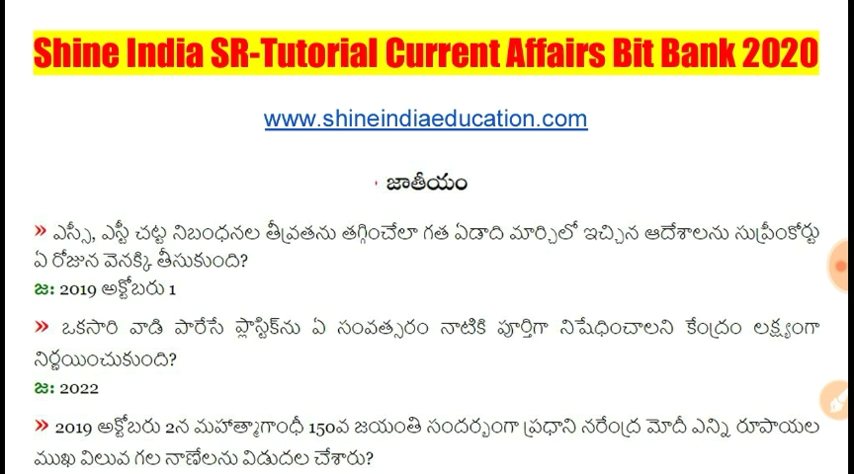 Shine India SR-Tutorial Current Affairs Bit Bank 2020
www.shineindiaeducation.com
జాతీయం
» ఎస్సీ, ఎస్టీ చట్ట నిబంధనల తీవ్రతను తగ్గించేలా గత ఏడాది మార్చిలో ఇచ్చిన ఆదేశాలను సుప్రీంకోర్టు
ఏ రోజున వెనక్కి తీసుకుంది?
జ: 2019 అక్టోబరు 1
» ఒకసారి వాడి పారేసే ప్లాస్టిక్‌ను ఏ సంవత్సరం నాటికి పూర్తిగా నిషేధించాలని కేంద్రం లక్ష్యంగా
నిర్ణయించుకుంది?
జ: 2022
» 2019 అక్టోబరు 2న మహాత్మాగాంధీ 150వ జయంతి సందర్భంగా ప్రధాని నరేంద్ర మోదీ ఎన్ని రూపాయల
ముఖ విలువ గల నాణేలను విడుదల చేశారు?